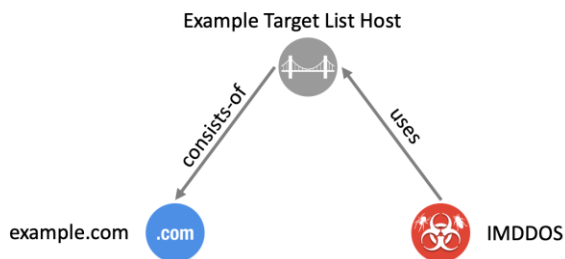 Example Target List Host
consists-of
uses
example.com
.com
IMDDOS